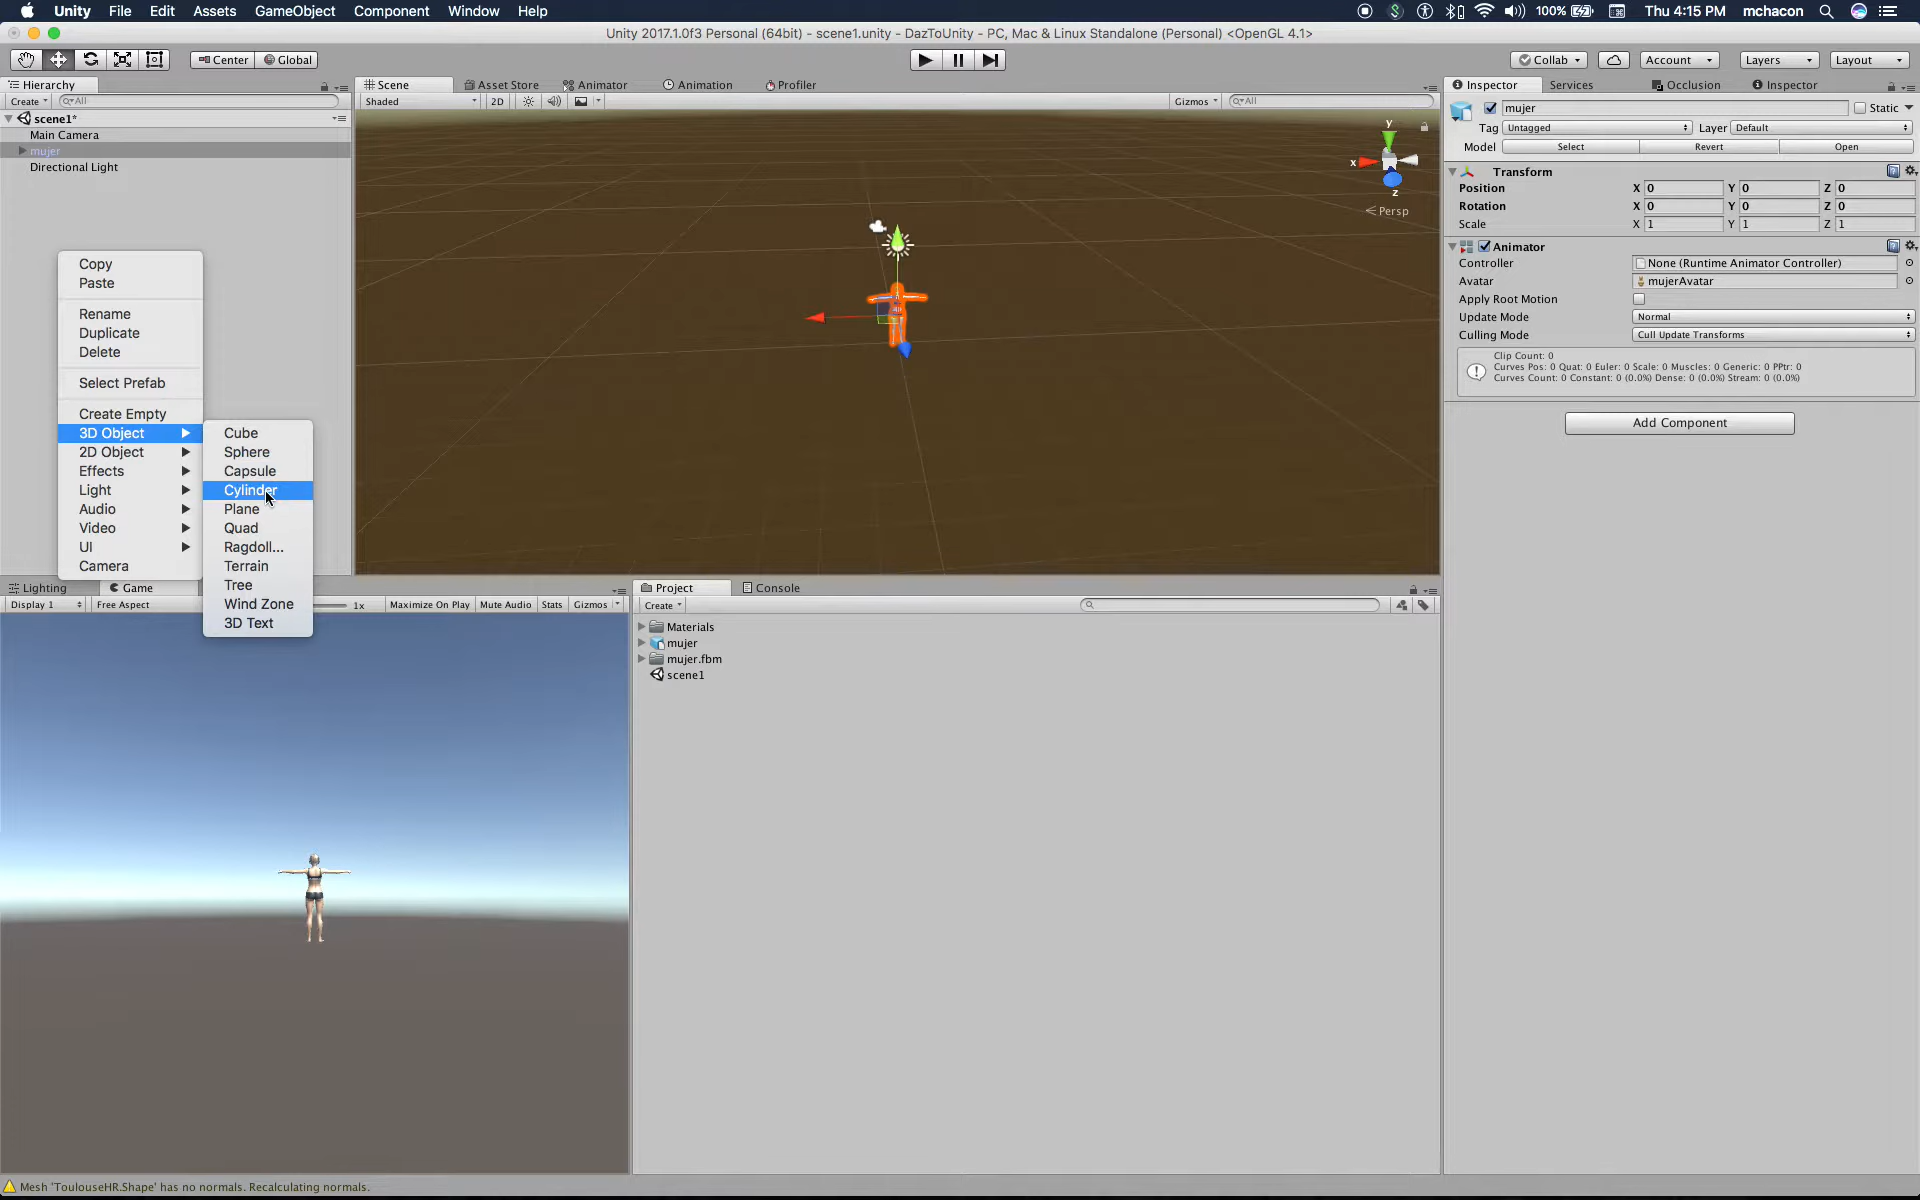 Unity File Edit Assets GameObject Component Window Help
100% Thu 4:15 PM mchacon
Unity 2017.1.0f3 Personal (64bit) - scene1.unity - DazToUnity - PC, Mac & Linux Standalone (Personal) <OpenGL 4.1>
Center Global
Collab Account Layers Layout
Hierarchy
Create All
scene1*
Main Camera
mujer
Directional Light
Copy
Paste
Rename
Duplicate
Delete
Select Prefab
Create Empty
3D Object
2D Object
Effects
Light
Audio
Video
UI
Camera
Cube
Sphere
Capsule
Cylinder
Plane
Quad
Ragdoll...
Terrain
Tree
Wind Zone
3D Text
Scene Asset Store Animator Animation Profiler
Shaded 2D Gizmos All
y
x
z
Persp
Inspector Services Occlusion Inspector
mujer Static
Tag Untagged Layer Default
Model Select Revert Open
Transform
Position X 0 Y 0 Z 0
Rotation X 0 Y 0 Z 0
Scale X 1 Y 1 Z 1
Animator
Controller None (Runtime Animator Controller)
Avatar mujerAvatar
Apply Root Motion
Update Mode Normal
Culling Mode Cull Update Transforms
Clip Count: 0
Curves Pos: 0 Quat: 0 Euler: 0 Scale: 0 Muscles: 0 Generic: 0 PPtr: 0
Curves Count: 0 Constant: 0 (0.0%) Dense: 0 (0.0%) Stream: 0 (0.0%)
Add Component
Lighting Game
Display 1 Free Aspect 1x Maximize On Play Mute Audio Stats Gizmos
Project Console
Create
Materials
mujer
mujer.fbm
scene1
Mesh 'ToulouseHR.Shape' has no normals. Recalculating normals.